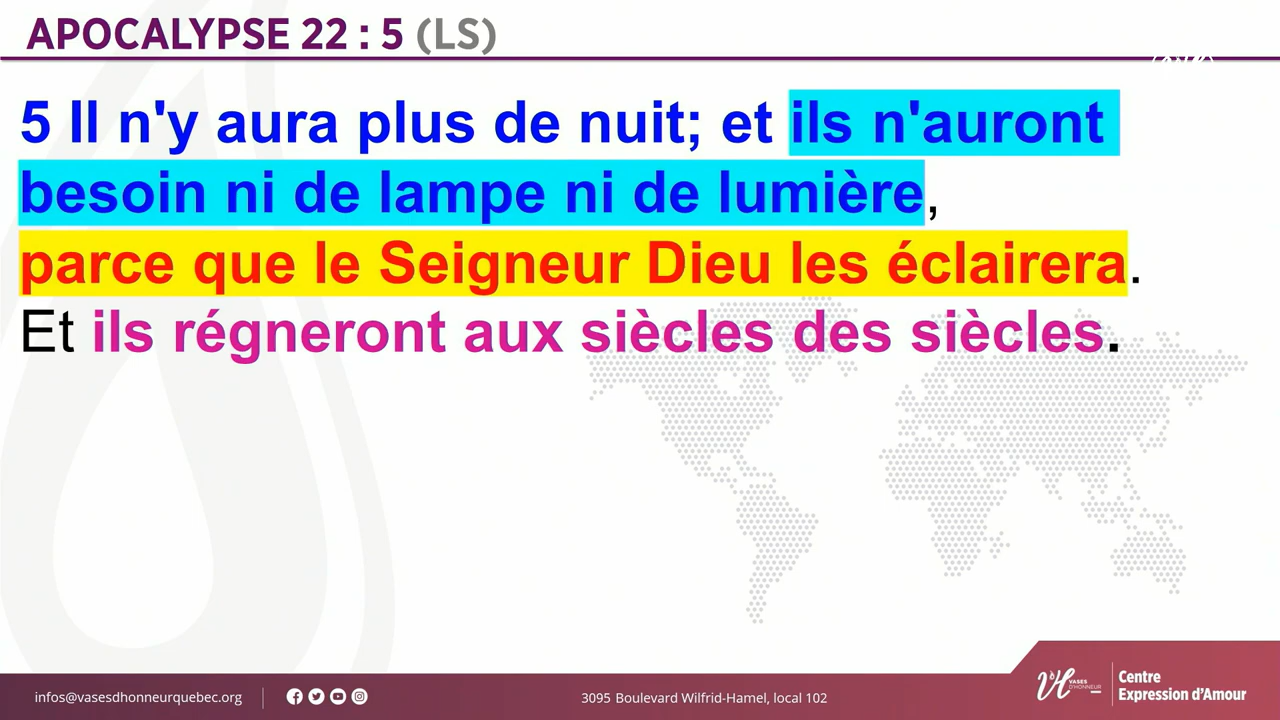 APOCALYPSE 22 : 5 (LS)
5 Il n'y aura plus de nuit; et ils n'auront
besoin ni de lampe ni de lumière,
parce que le Seigneur Dieu les éclairera.
Et ils régneront aux siècles des siècles.
infos@vasesdhonneurquebec.org
3095 Boulevard Wilfrid-Hamel, local 102
VASES
D'HONNEUR
Centre
Expression d'Amour